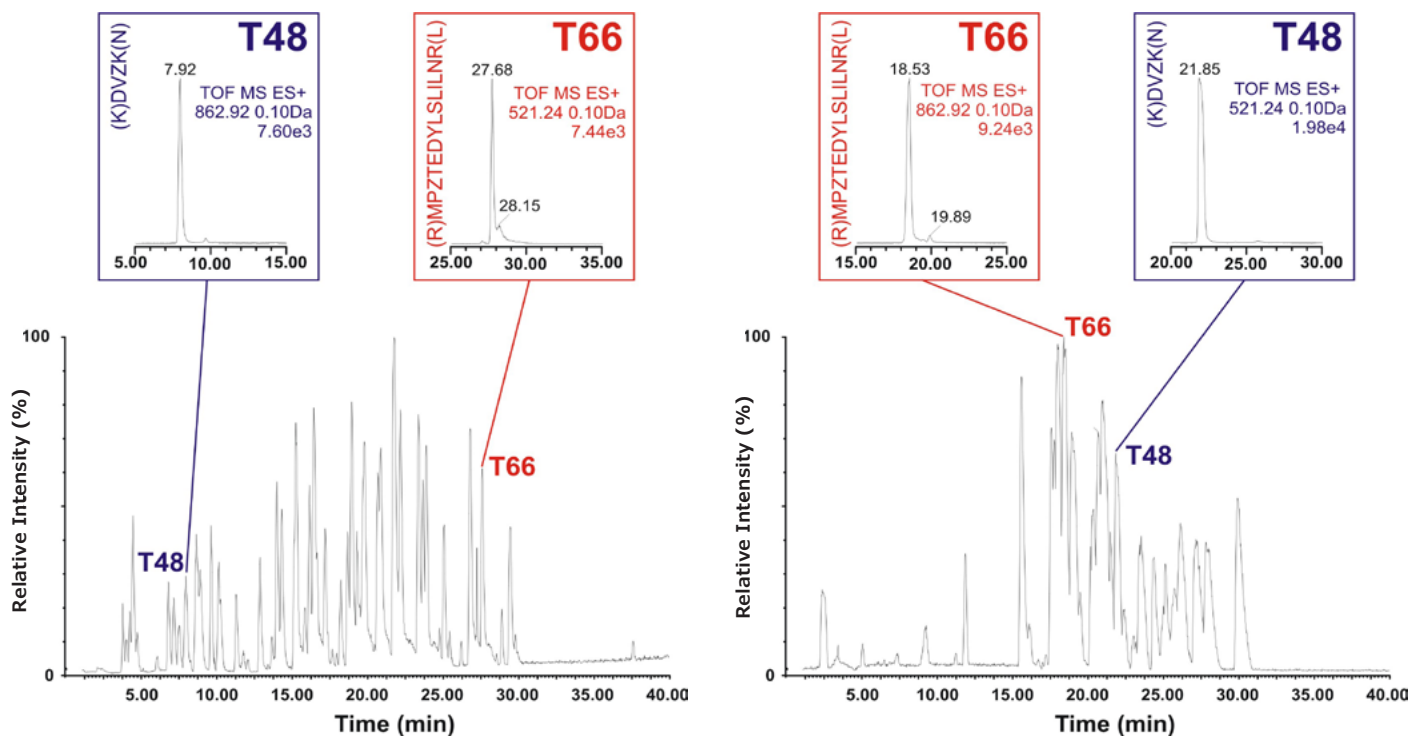 T48
(K)DVZK(N)
7.92
TOF MS ES+
862.92 0.10Da
7.60e3
5.00 10.00 15.00
T66
(R)MPZTEDYLSLILNR(L)
27.68
TOF MS ES+
521.24 0.10Da
7.44e3
28.15
25.00 30.00 35.00
T66
(R)MPZTEDYLSLILNR(L)
18.53
TOF MS ES+
862.92 0.10Da
9.24e3
19.89
15.00 20.00 25.00
T48
(K)DVZK(N)
21.85
TOF MS ES+
521.24 0.10Da
1.98e4
20.00 25.00 30.00
100
Relative Intensity (%)
T66
T48
0
5.00 10.00 15.00 20.00 25.00 30.00 35.00 40.00
Time (min)
100
Relative Intensity (%)
T66
T48
0
5.00 10.00 15.00 20.00 25.00 30.00 35.00 40.00
Time (min)